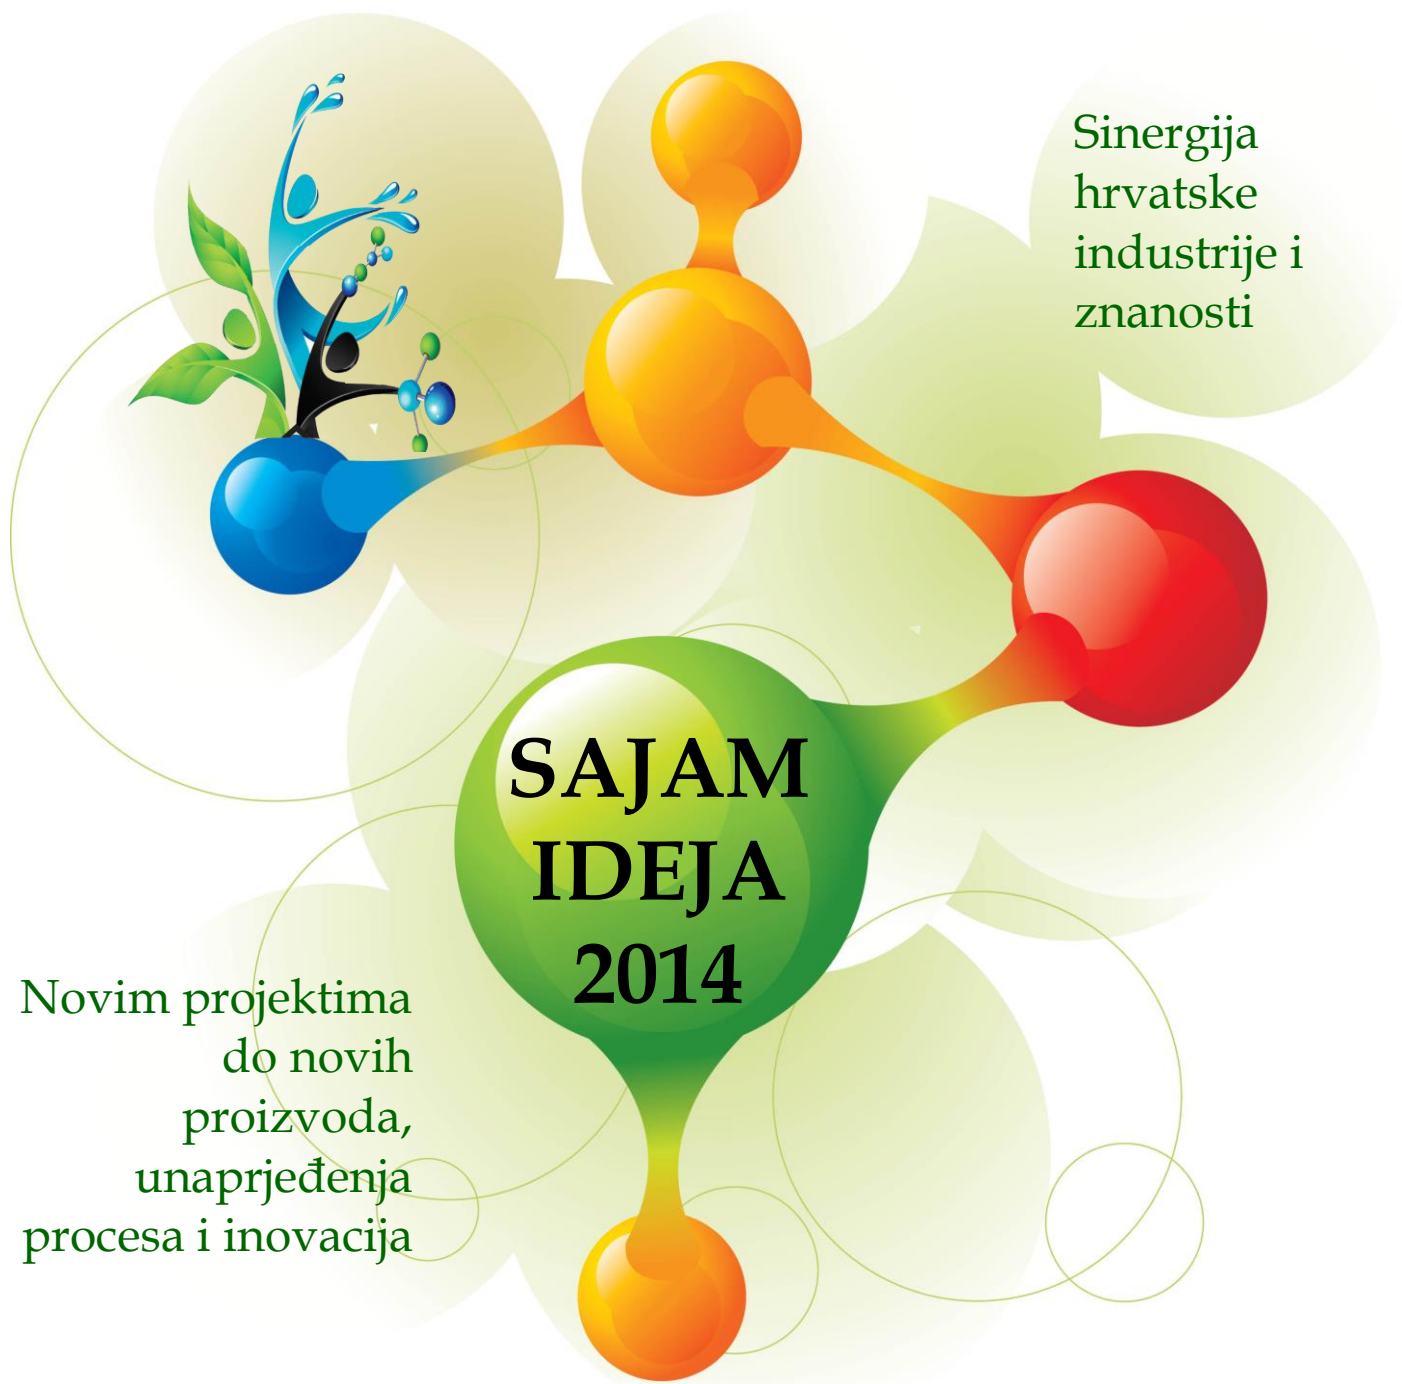 Sinergija
hrvatske
industrije i
znanosti
SAJAM
IDEJA
2014
Novim projektima
do novih
proizvoda,
unaprjeđenja
procesa i inovacija